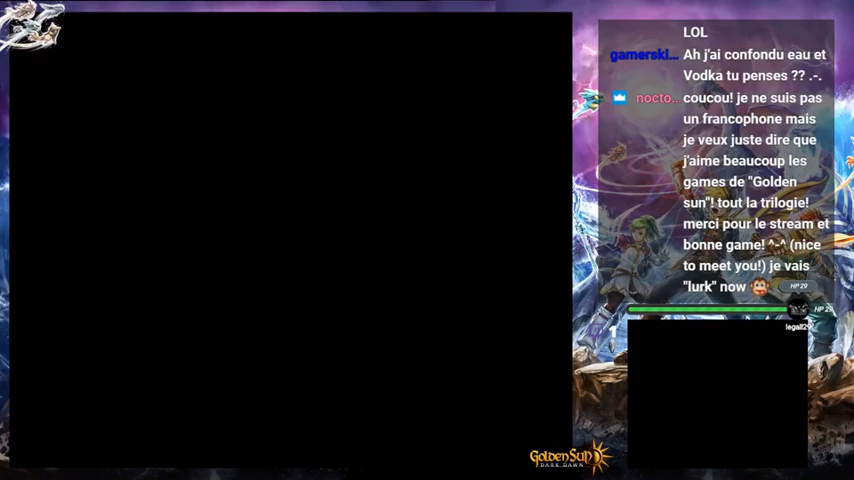 LOL
gamerski... Ah j'ai confondu eau et
Vodka tu penses ?? .-.
nocto... coucou! je ne suis pas
un francophone mais
je veux juste dire que
j'aime beaucoup les
games de "Golden
sun"! tout la trilogie!
merci pour le stream et
bonne game! ^-^ (nice
to meet you!) je vais
"lurk" now
HP 29
HP 29
legall29
1
GOLDEN SUN
DARK DAWN